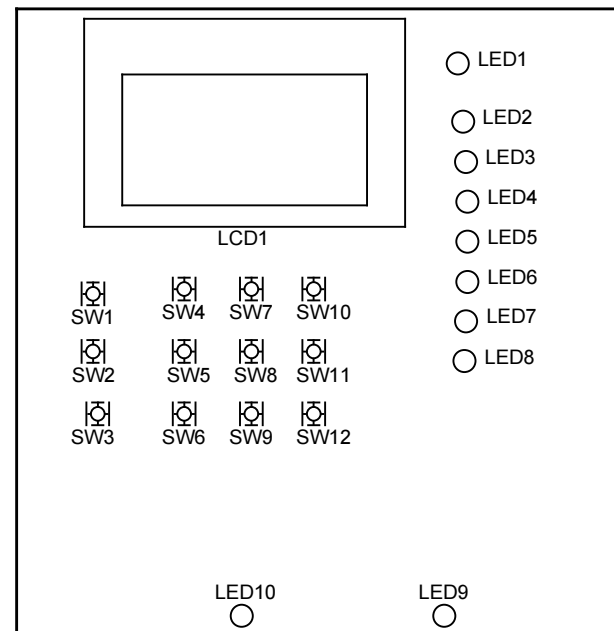 LED1
LED2
LED3
LED4
LED5
LED6
LED7
LED8
LCD1
SW1 SW4 SW7 SW10
SW2 SW5 SW8 SW11
SW3 SW6 SW9 SW12
LED10 LED9